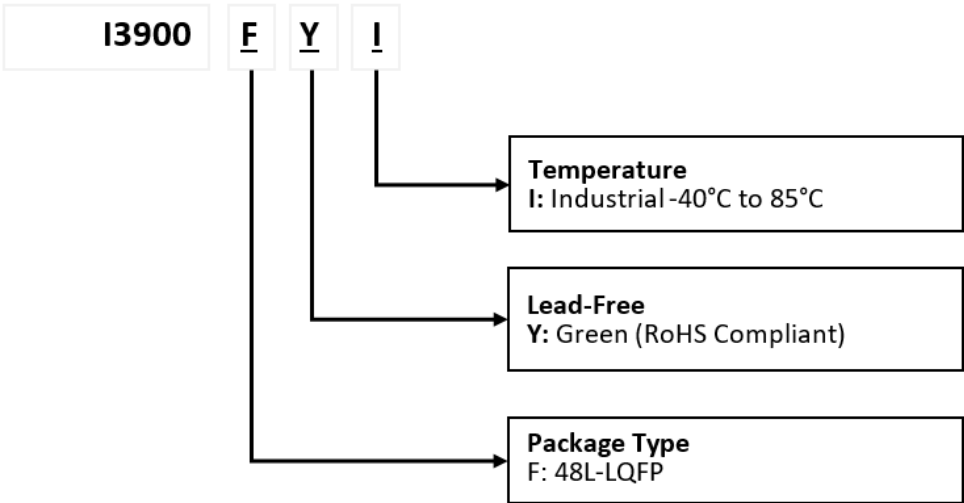 I3900 F Y I
Temperature
I: Industrial -40°C to 85°C
Lead-Free
Y: Green (RoHS Compliant)
Package Type
F: 48L-LQFP